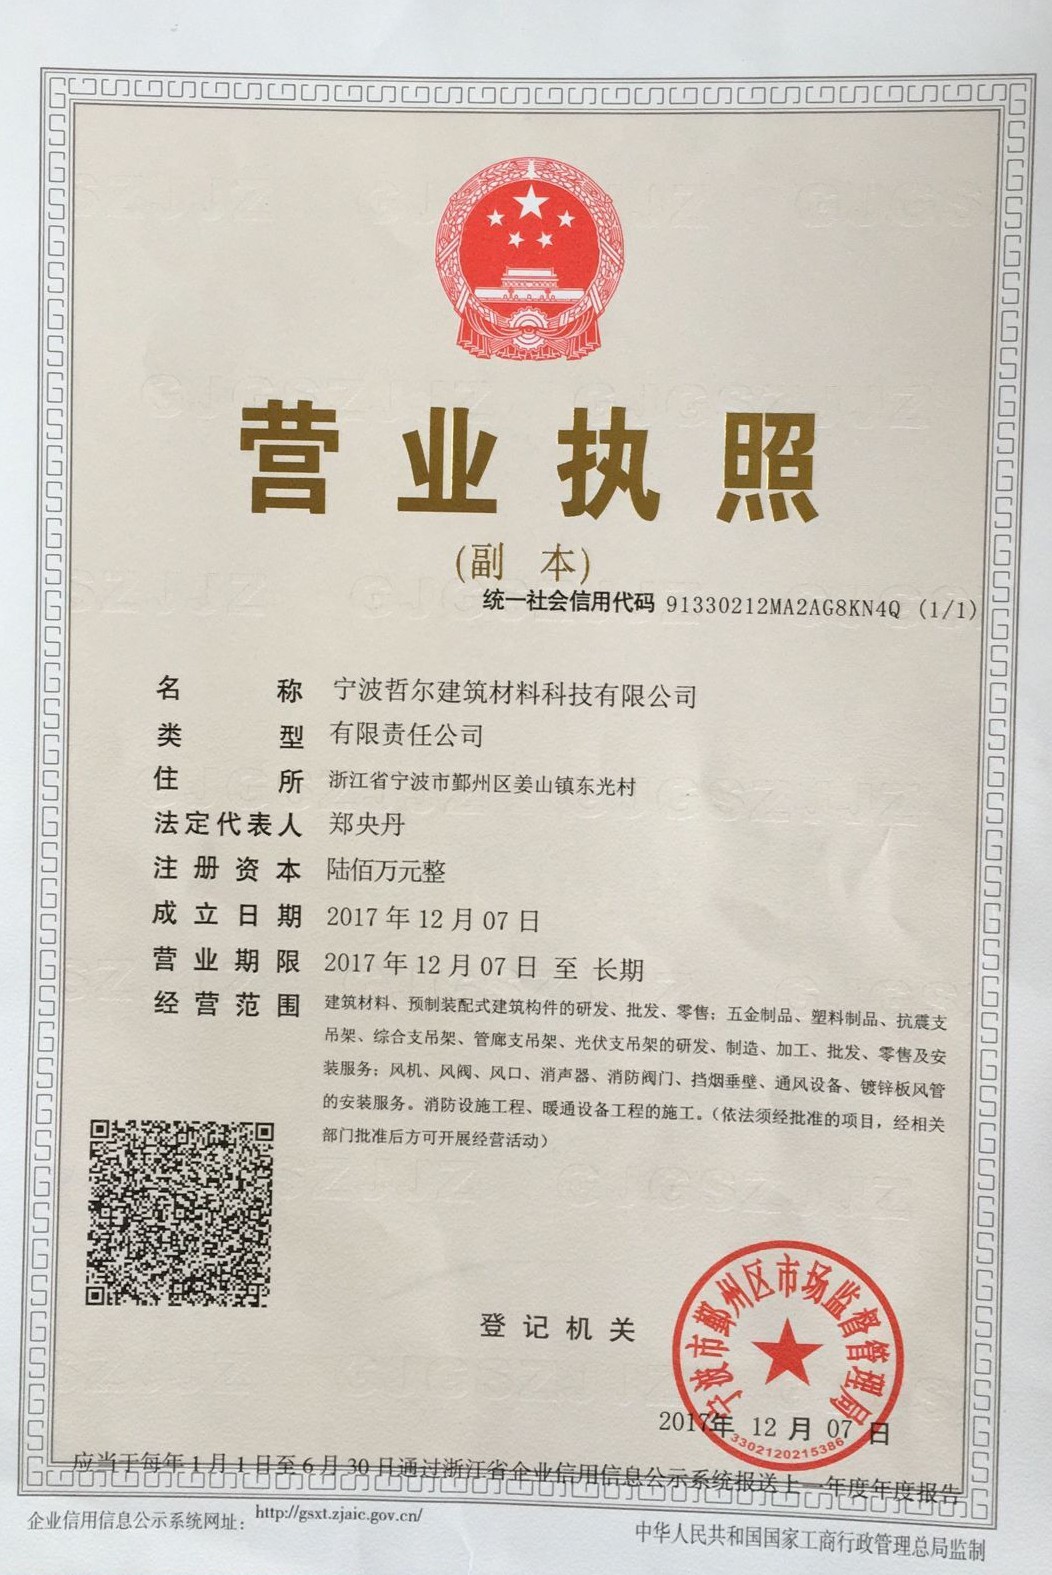 营业执照
(副 本)
统一社会信用代码 91330212MA2AG8KN4Q (1/1)
名称 宁波哲尔建筑材料科技有限公司
类型 有限责任公司
住所 浙江省宁波市鄞州区姜山镇东光村
法定代表人 郑央丹
注册资本 陆佰万元整
成立日期 2017年12月07日
营业期限 2017年12月07日 至 长期
经营范围 建筑材料、预制装配式建筑构件的研发、批发、零售；五金制品、塑料制品、抗震支
吊架、综合支吊架、管廊支吊架、光伏支吊架的研发、制造、加工、批发、零售及安
装服务；风机、风阀、风口、消声器、消防阀门、挡烟垂壁、通风设备、镀锌板风管
的安装服务。消防设施工程、暖通设备工程的施工。（依法须经批准的项目，经相关
部门批准后方可开展经营活动）
登记机关
宁波市鄞州区市场监督管理局
2017年 12 月 07 日
3302120215386
应当于每年1月1日至6月30日通过浙江省企业信用信息公示系统报送上一年度年度报告
企业信用信息公示系统网址： http://gsxt.zjaic.gov.cn/
中华人民共和国国家工商行政管理总局监制